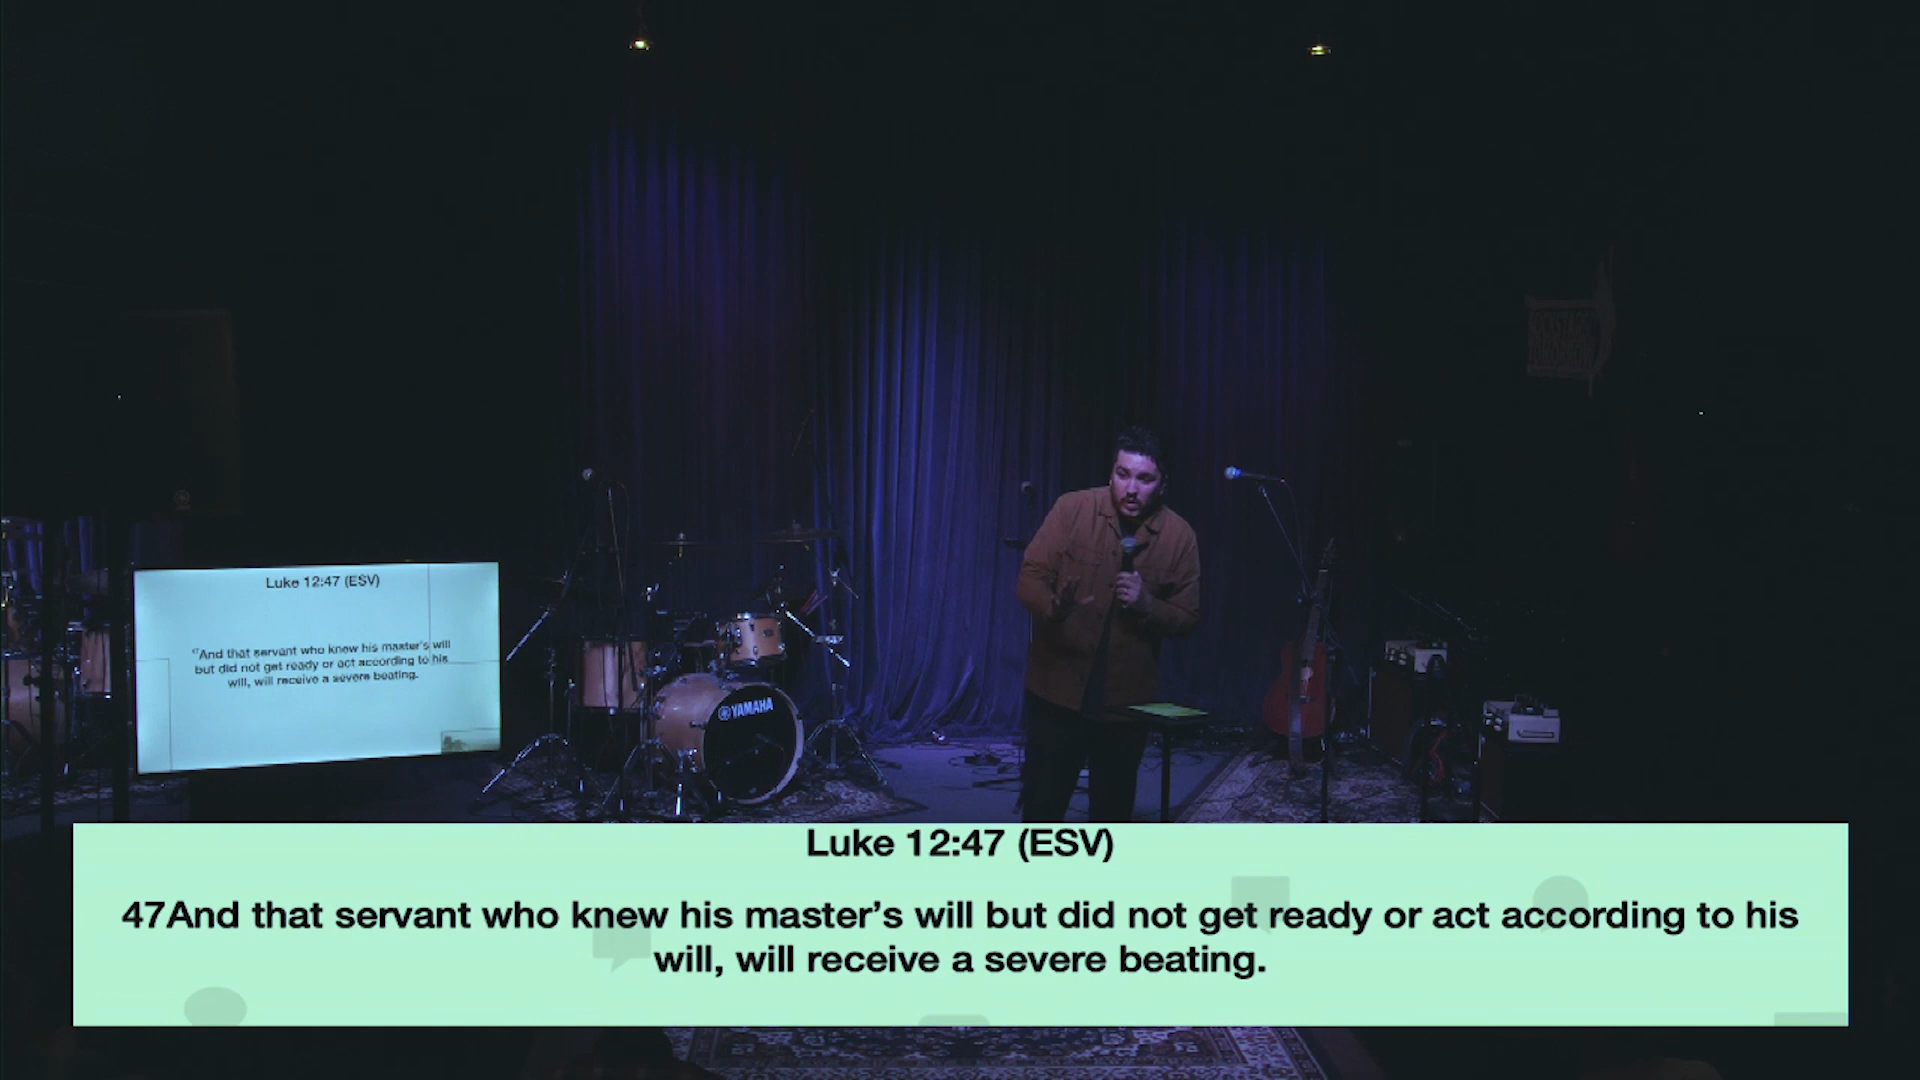 Luke 12:47 (ESV)
47And that servant who knew his master's will
but did not get ready or act according to his
will, will receive a severe beating.
YAMAHA
Luke 12:47 (ESV)
47And that servant who knew his master’s will but did not get ready or act according to his
will, will receive a severe beating.